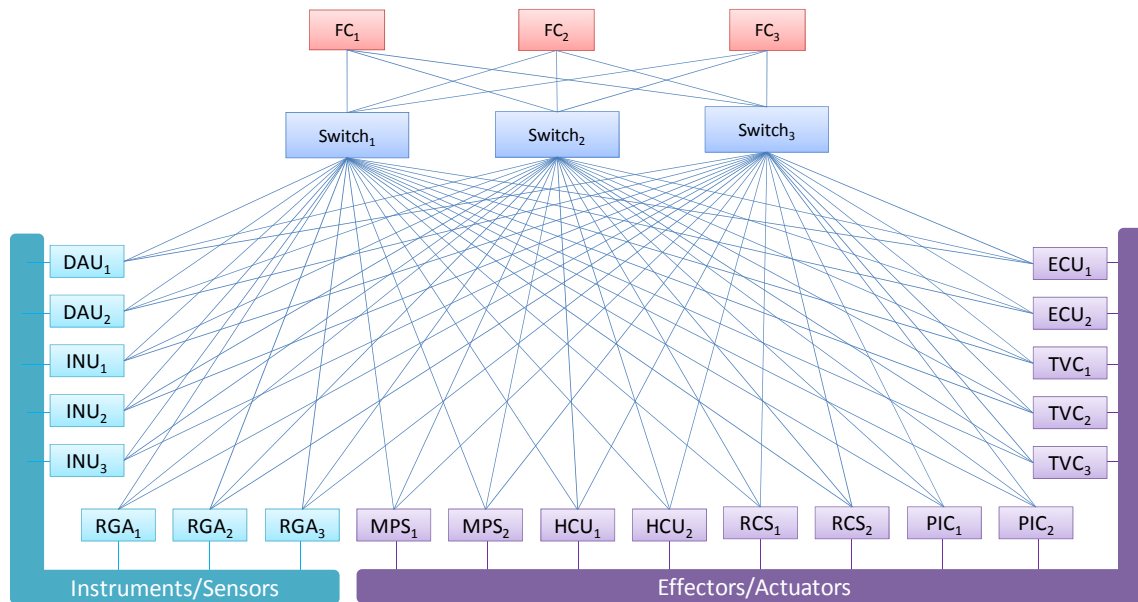 FC₁ FC₂ FC₃
Switch₁ Switch₂ Switch₃
DAU₁ ECU₁
DAU₂ ECU₂
INU₁ TVC₁
INU₂ TVC₂
INU₃ TVC₃
RGA₁ RGA₂ RGA₃ MPS₁ MPS₂ HCU₁ HCU₂ RCS₁ RCS₂ PIC₁ PIC₂
Instruments/Sensors Effectors/Actuators